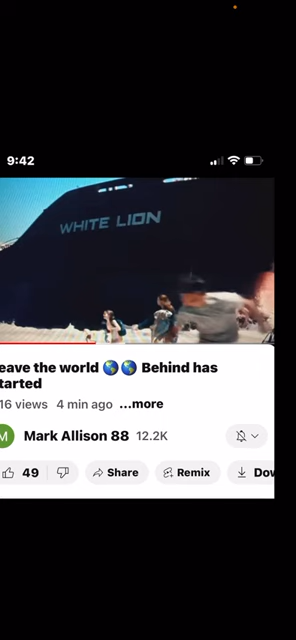 9:42
WHITE LION
eave the world 🌎🌎 Behind has
tarted
16 views 4 min ago ...more
M Mark Allison 88 12.2K
49 Share Remix Dow